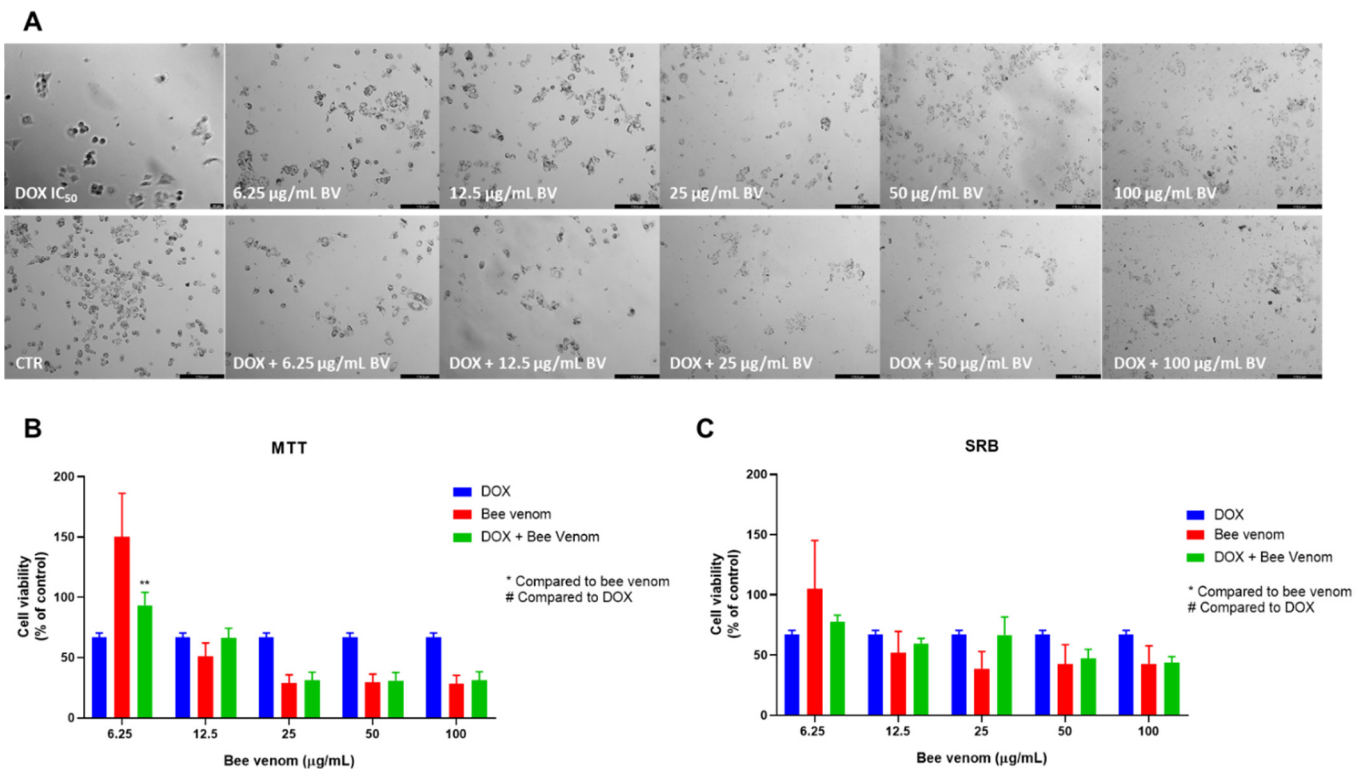 A
DOX IC50
6.25 µg/mL BV
12.5 µg/mL BV
25 µg/mL BV
50 µg/mL BV
100 µg/mL BV
CTR
DOX + 6.25 µg/mL BV
DOX + 12.5 µg/mL BV
DOX + 25 µg/mL BV
DOX + 50 µg/mL BV
DOX + 100 µg/mL BV
B
MTT
Cell viability
(% of control)
200
150
100
50
0
**
6.25
12.5
25
50
100
Bee venom (µg/mL)
DOX
Bee venom
DOX + Bee Venom
* Compared to bee venom
# Compared to DOX
C
SRB
Cell viability
(% of control)
200
150
100
50
0
6.25
12.5
25
50
100
Bee venom (µg/mL)
DOX
Bee venom
DOX + Bee Venom
* Compared to bee venom
# Compared to DOX